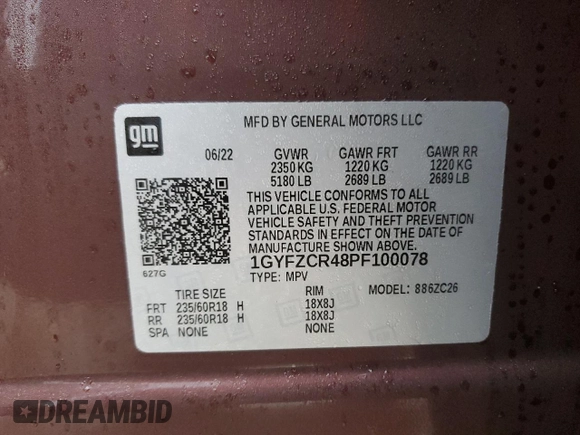 gm
MFD BY GENERAL MOTORS LLC
06/22 GVWR GAWR FRT GAWR RR
2350 KG 1220 KG 1220 KG
5180 LB 2689 LB 2689 LB
THIS VEHICLE CONFORMS TO ALL
APPLICABLE U.S. FEDERAL MOTOR
VEHICLE SAFETY AND THEFT PREVENTION
STANDARDS IN EFFECT ON THE DATE
OF MANUFACTURE SHOWN ABOVE.
1GYFZCR48PF100078
627G
TYPE: MPV
MODEL: 886ZC26
TIRE SIZE RIM
FRT 235/60R18 H 18X8J
RR 235/60R18 H 18X8J
SPA NONE NONE
DREAMBID